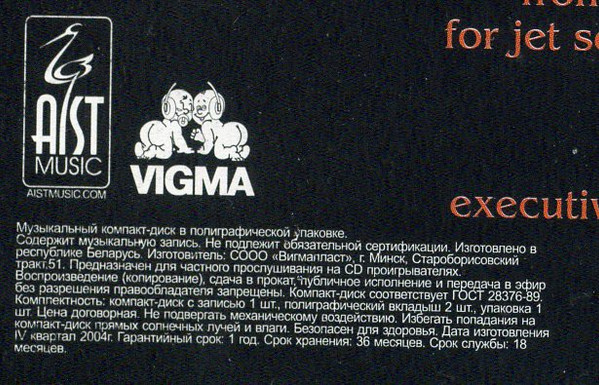 for jet se
AIST
MUSIC
AISTMUSIC.COM
VIGMA
executiv
Музыкальный компакт-диск в полиграфической упаковке.
Содержит музыкальную запись. Не подлежит обязательной сертификации. Изготовлено в
республике Беларусь. Изготовитель: СООО «Вигмапласт», г. Минск, Староборисовский
тракт,51. Предназначен для частного прослушивания на CD проигрывателях.
Воспроизведение (копирование), сдача в прокат, публичное исполнение и передача в эфир
без разрешения правообладателя запрещены. Компакт-диск соответствует ГОСТ 28376-89.
Комплектность: компакт-диск с записью 1 шт., полиграфический вкладыш 2 шт., упаковка 1
шт. Цена договорная. Не подвергать механическому воздействию. Избегать попадания на
компакт-диск прямых солнечных лучей и влаги. Безопасен для здоровья. Дата изготовления
IV квартал 2004г. Гарантийный срок: 1 год. Срок хранения: 36 месяцев. Срок службы: 18
месяцев.